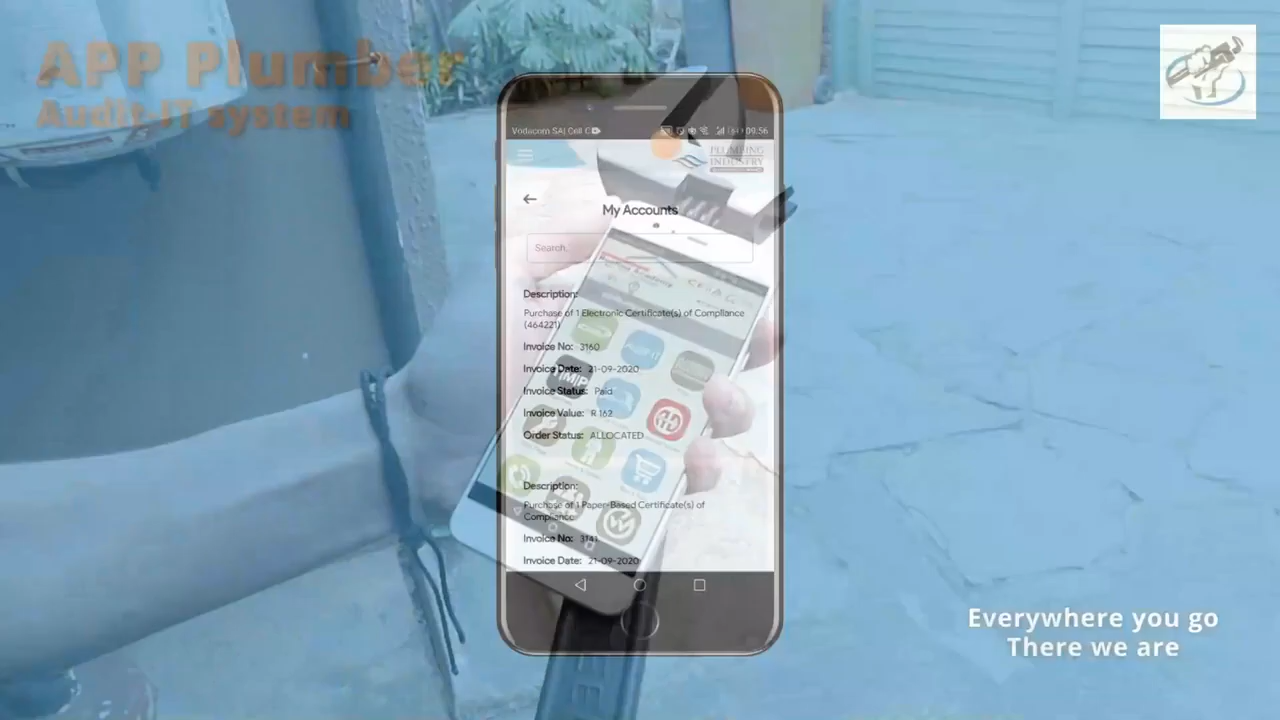 APP Plumber
Audit-IT system
Vodacom SA| Cell C
09:56
PLUMBING
INDUSTRY
My Accounts
Search..
Description:
Purchase of 1 Electronic Certificate(s) of Compliance
(464221)
Invoice No: 3160
Invoice Date: 21-09-2020
Invoice Status: Paid
Invoice Value: R 162
Order Status: ALLOCATED
Description:
Purchase of 1 Paper-Based Certificate(s) of
Compliance
Invoice No: 3141
Invoice Date: 21-09-2020
Everywhere you go
There we are